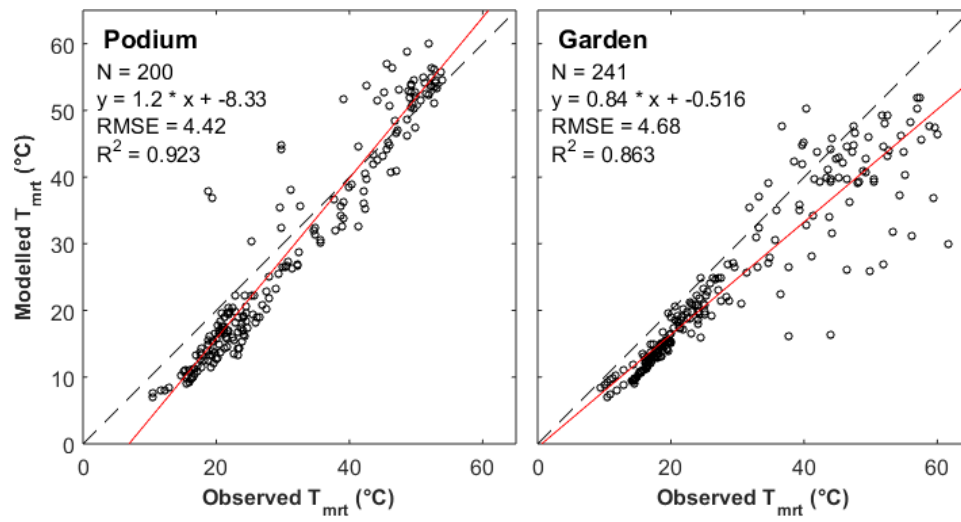 Podium
N = 200
y = 1.2 * x + -8.33
RMSE = 4.42
R² = 0.923
Garden
N = 241
y = 0.84 * x + -0.516
RMSE = 4.68
R² = 0.863
Modelled Tmrt (°C)
60
50
40
30
20
10
0
0 20 40 60
0 20 40 60
Observed Tmrt (°C)
Observed Tmrt (°C)